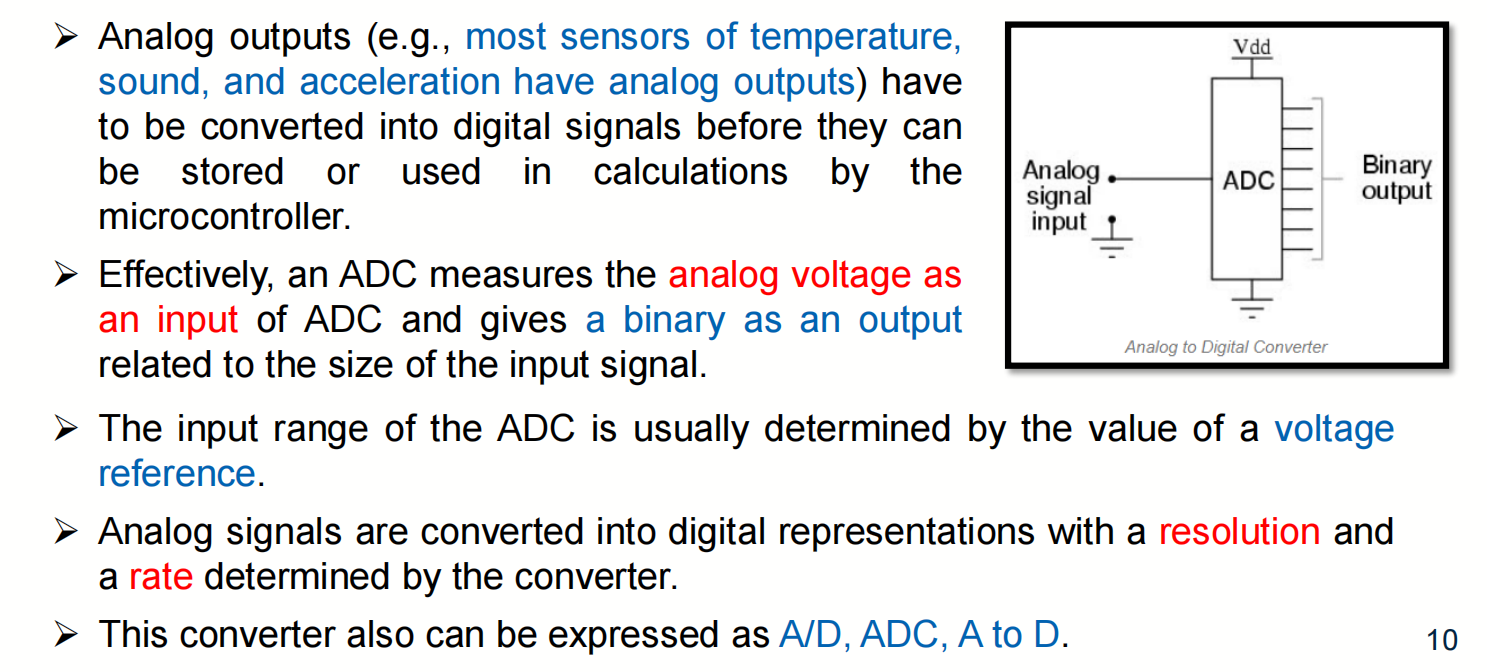 ➢ Analog outputs (e.g., most sensors of temperature,
sound, and acceleration have analog outputs) have
to be converted into digital signals before they can
be stored or used in calculations by the
microcontroller.
➢ Effectively, an ADC measures the analog voltage as
an input of ADC and gives a binary as an output
related to the size of the input signal.
Vdd
Analog
signal
input
ADC
Binary
output
Analog to Digital Converter
➢ The input range of the ADC is usually determined by the value of a voltage
reference.
➢ Analog signals are converted into digital representations with a resolution and
a rate determined by the converter.
➢ This converter also can be expressed as A/D, ADC, A to D.
10